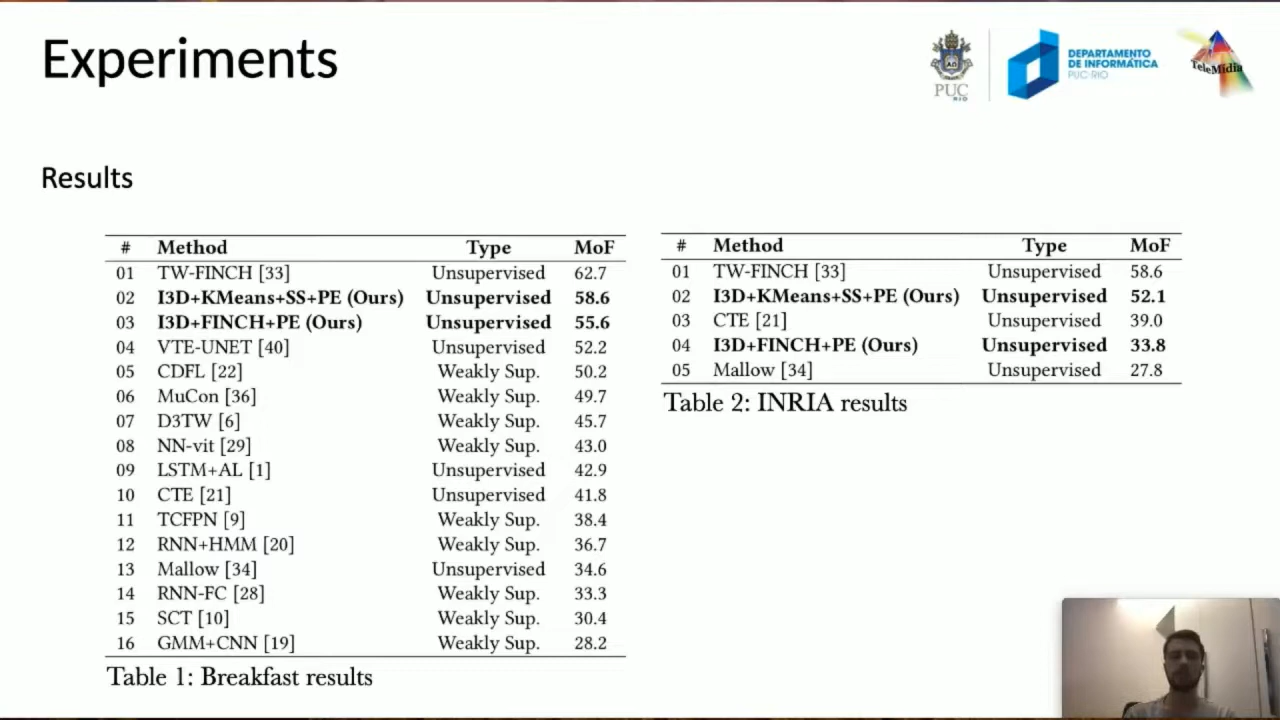 Experiments
PUC
RIO
DEPARTAMENTO
DE INFORMÁTICA
PUC-RIO
TeleMídia
Results
# Method Type MoF
01 TW-FINCH [33] Unsupervised 62.7
02 I3D+KMeans+SS+PE (Ours) Unsupervised 58.6
03 I3D+FINCH+PE (Ours) Unsupervised 55.6
04 VTE-UNET [40] Unsupervised 52.2
05 CDFL [22] Weakly Sup. 50.2
06 MuCon [36] Weakly Sup. 49.7
07 D3TW [6] Weakly Sup. 45.7
08 NN-vit [29] Weakly Sup. 43.0
09 LSTM+AL [1] Unsupervised 42.9
10 CTE [21] Unsupervised 41.8
11 TCFPN [9] Weakly Sup. 38.4
12 RNN+HMM [20] Weakly Sup. 36.7
13 Mallow [34] Unsupervised 34.6
14 RNN-FC [28] Weakly Sup. 33.3
15 SCT [10] Weakly Sup. 30.4
16 GMM+CNN [19] Weakly Sup. 28.2
Table 1: Breakfast results
# Method Type MoF
01 TW-FINCH [33] Unsupervised 58.6
02 I3D+KMeans+SS+PE (Ours) Unsupervised 52.1
03 CTE [21] Unsupervised 39.0
04 I3D+FINCH+PE (Ours) Unsupervised 33.8
05 Mallow [34] Unsupervised 27.8
Table 2: INRIA results